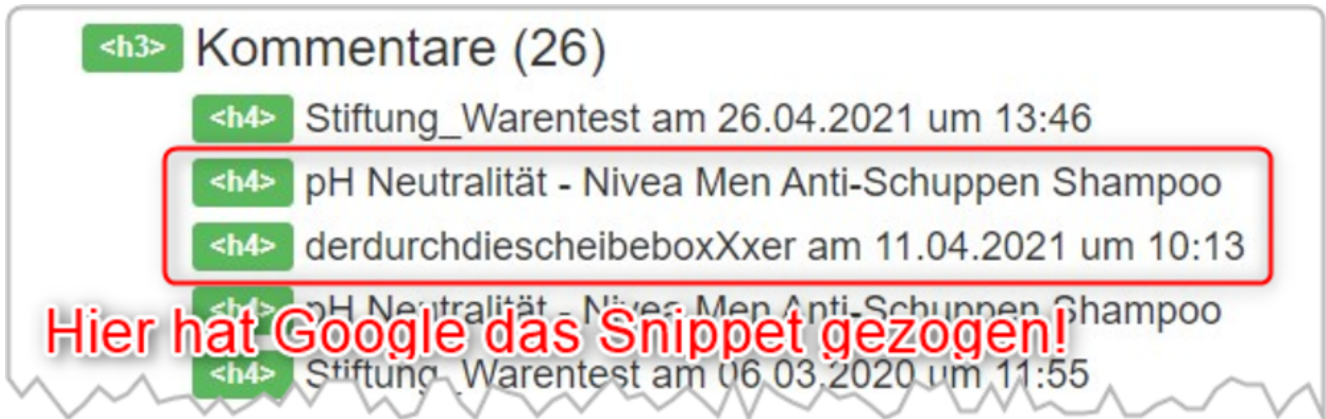 <h3> Kommentare (26)
<h4> Stiftung_Warentest am 26.04.2021 um 13:46
<h4> pH Neutralität - Nivea Men Anti-Schuppen Shampoo
<h4> derdurchdiescheibeboxXxer am 11.04.2021 um 10:13
<h4> pH Neutralität - Nivea Men Anti-Schuppen Shampoo
Hier hat Google das Snippet gezogen!
<h4> Stiftung_Warentest am 06.03.2020 um 11:55